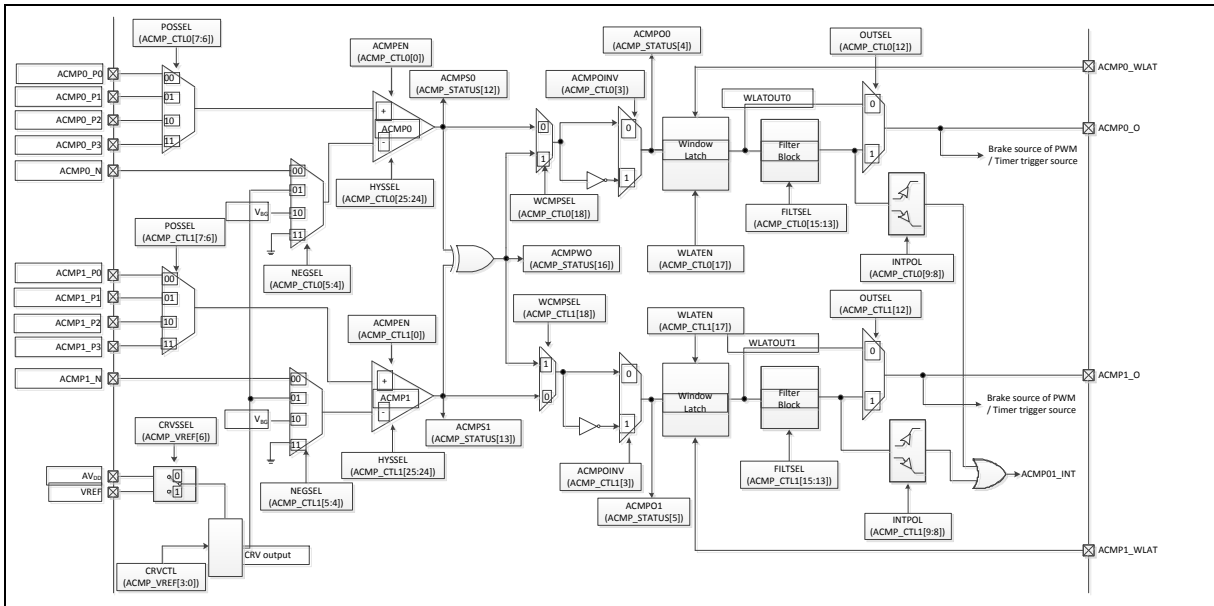 POSSEL
(ACMP_CTL0[7:6])
ACMPEN
(ACMP_CTL0[0])
ACMPO0
(ACMP_STATUS[4])
OUTSEL
(ACMP_CTL0[12])
ACMP0_P0
ACMP0_P1
ACMP0_P2
ACMP0_P3
ACMP0_N
00
01
10
11
+
ACMP0
-
ACMPS0
(ACMP_STATUS[12])
ACMPOINV
(ACMP_CTL0[3])
0
1
0
1
Window
Latch
WLATOUT0
Filter
Block
0
1
ACMP0_WLAT
ACMP0_O
Brake source of PWM
/ Timer trigger source
00
01
VBG
10
11
HYSSEL
(ACMP_CTL0[25:24])
WCMPSEL
(ACMP_CTL0[18])
FILTSEL
(ACMP_CTL0[15:13])
POSSEL
(ACMP_CTL1[7:6])
NEGSEL
(ACMP_CTL0[5:4])
ACMPWO
(ACMP_STATUS[16])
WLATEN
(ACMP_CTL0[17])
INTPOL
(ACMP_CTL0[9:8])
ACMP1_P0
ACMP1_P1
ACMP1_P2
ACMP1_P3
ACMP1_N
00
01
10
11
ACMPEN
(ACMP_CTL1[0])
WCMPSEL
(ACMP_CTL1[18])
WLATEN
(ACMP_CTL1[17])
OUTSEL
(ACMP_CTL1[12])
+
ACMP1
-
1
0
0
1
Window
Latch
WLATOUT1
Filter
Block
0
1
ACMP1_O
Brake source of PWM
/ Timer trigger source
00
01
VBG
10
11
CRVSSEL
(ACMP_VREF[6])
ACMPS1
(ACMP_STATUS[13])
HYSSEL
(ACMP_CTL1[25:24])
ACMPOINV
(ACMP_CTL1[3])
FILTSEL
(ACMP_CTL1[15:13])
ACMP01_INT
AVDD
VREF
0
1
NEGSEL
(ACMP_CTL1[5:4])
ACMPO1
(ACMP_STATUS[5])
INTPOL
(ACMP_CTL1[9:8])
CRV output
ACMP1_WLAT
CRVCTL
(ACMP_VREF[3:0])